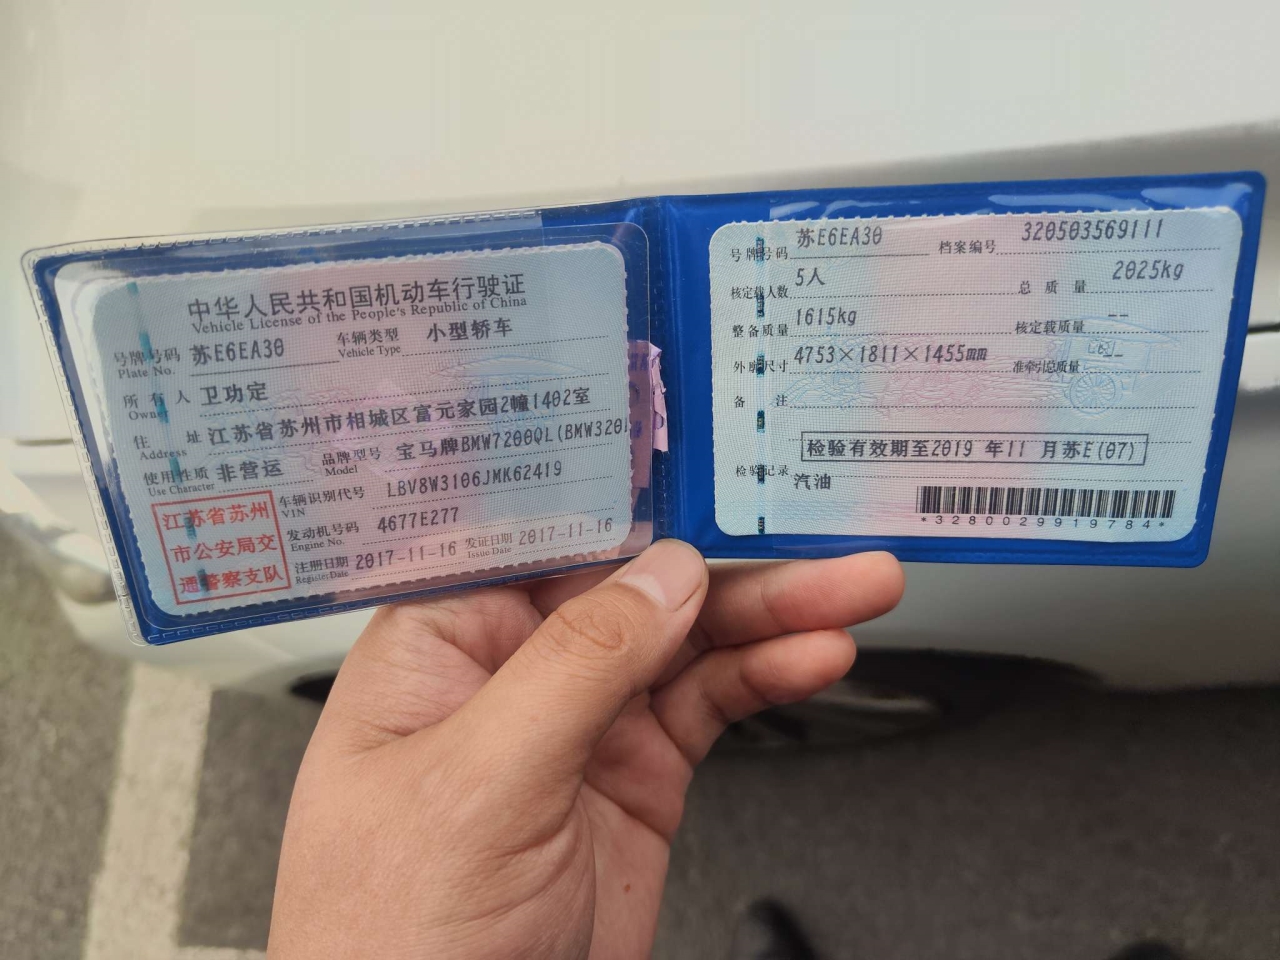 中华人民共和国机动车行驶证
Vehicle License of the People's Republic of China
号牌号码 苏E6EA30 车辆类型 小型轿车
Plate No. Vehicle Type
所有人 卫功定
Owner
住址 江苏省苏州市相城区富元家园2幢1402室
Address
使用性质 非营运 品牌型号 宝马牌BMW7200QL(BMW320
Use Character Model
江苏省苏州
市公安局交
通警察支队
车辆识别代号 LBV8W3106JMK62419
VIN
发动机号码 4677E277
Engine No.
注册日期 2017-11-16 发证日期 2017-11-16
Register Date Issue Date
号牌号码 苏E6EA30 档案编号 320503569111
核定载人数 5人 总质量 2025kg
整备质量 1615kg 核定载质量 --
外廓尺寸 4753×1811×1455mm 准牵引总质量 --
备注
检验有效期至2019年11月苏E(07)
检验记录
汽油
*3280029919784*